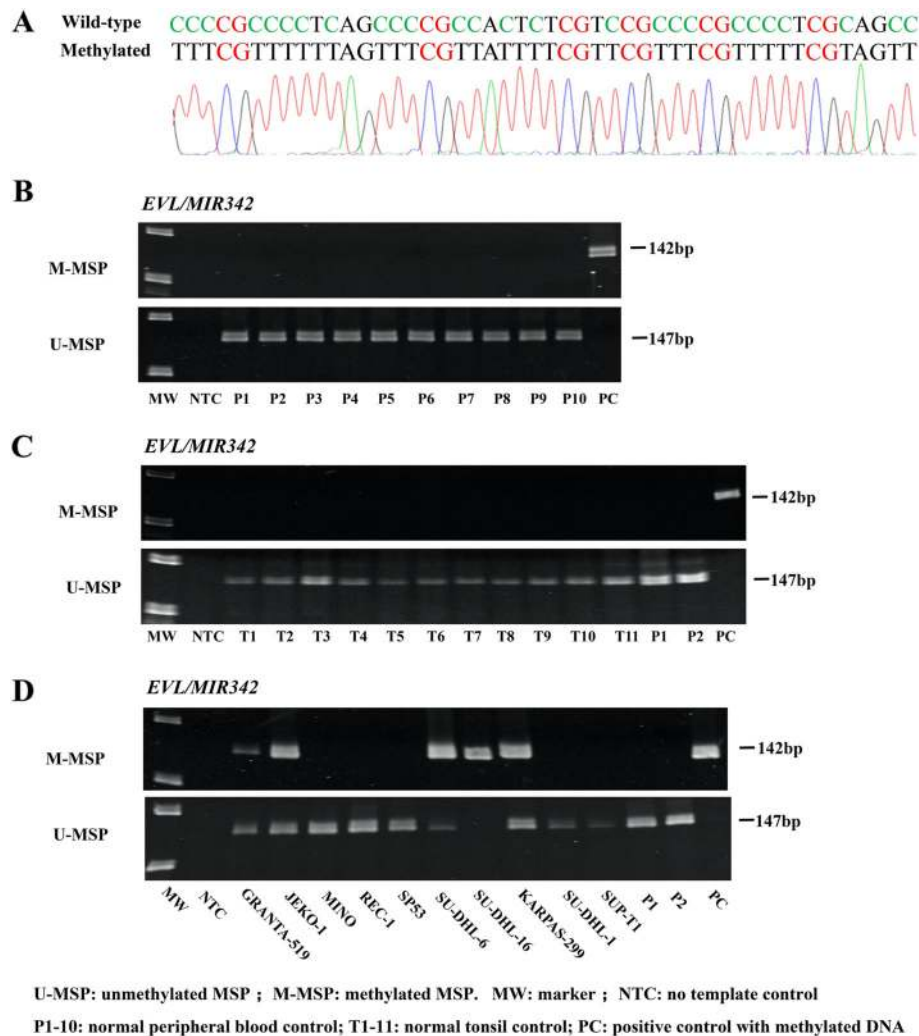 A
Wild-type CCCCCGCCCCTCAGCCCCGCCACTCTCGTCCGCCCCGCCCCTCGCAGCC
Methylated TTTCGTTTTTTAGTTTCGTTATTTTCGTTCGTTTCGTTTTTCGTAGTT
B
EVL/MIR342
M-MSP —142bp
U-MSP —147bp
MW NTC P1 P2 P3 P4 P5 P6 P7 P8 P9 P10 PC
C
EVL/MIR342
M-MSP —142bp
U-MSP —147bp
MW NTC T1 T2 T3 T4 T5 T6 T7 T8 T9 T10 T11 P1 P2 PC
D
EVL/MIR342
M-MSP —142bp
U-MSP —147bp
MW NTC GRANTA-519 JEKO-1 MINO REC-1 SP53 SU-DHL-6 SU-DHL-16 KARPAS-299 SU-DHL-1 SUP-T1 P1 P2 PC
U-MSP: unmethylated MSP ; M-MSP: methylated MSP. MW: marker ; NTC: no template control
P1-10: normal peripheral blood control; T1-11: normal tonsil control; PC: positive control with methylated DNA